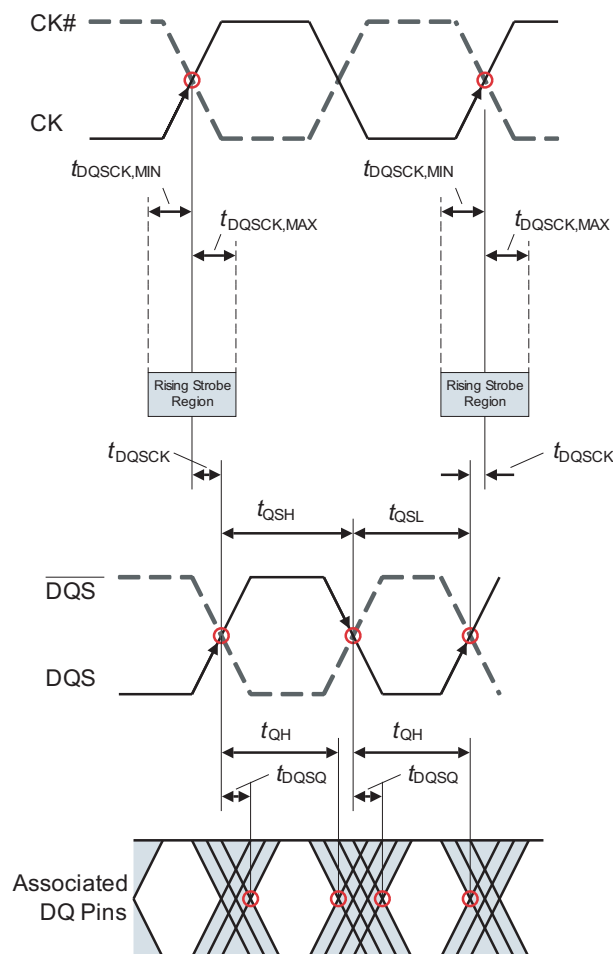 CK#
CK
tDQSCK,MIN
tDQSCK,MIN
tDQSCK,MAX
tDQSCK,MAX
Rising Strobe
Region
Rising Strobe
Region
tDQSCK
tDQSCK
tQSH
tQSL
DQS
DQS
tQH
tQH
tDQSQ
tDQSQ
Associated
DQ Pins